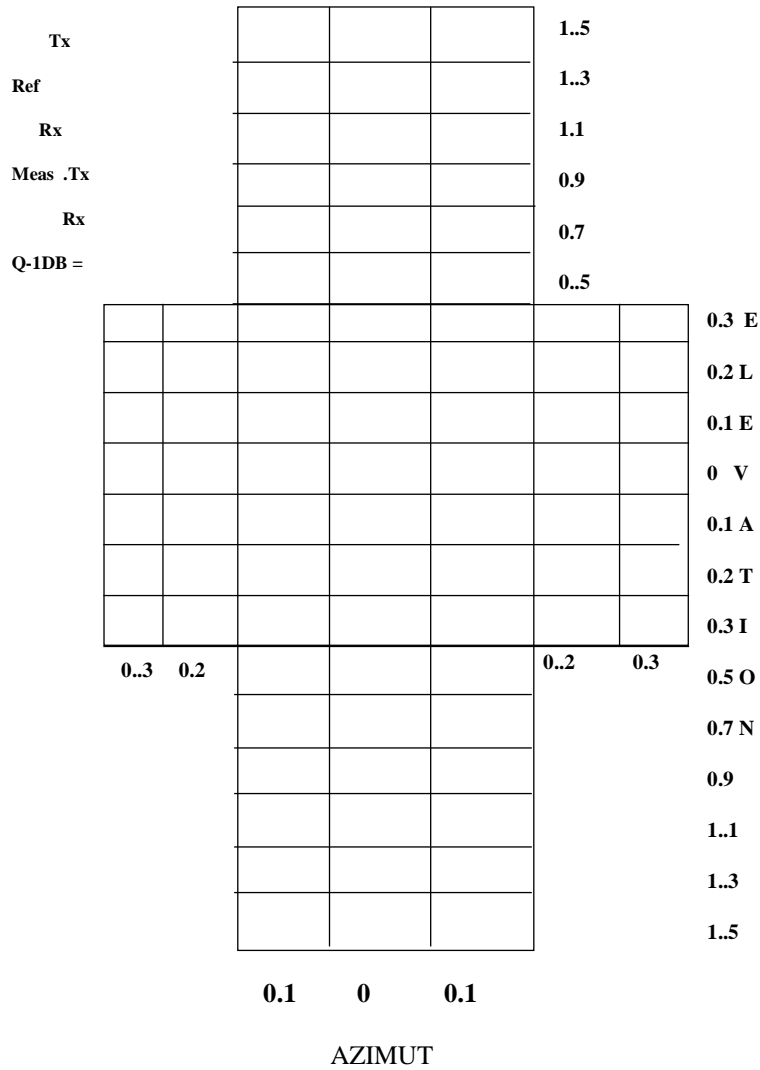 Tx 1..5
Ref 1..3
Rx 1.1
Meas .Tx 0.9
Rx 0.7
Q-1DB = 0..5
0.3 E
0.2 L
0.1 E
0 V
0.1 A
0.2 T
0.3 I
0..3 0.2 0..2 0.3
0.5 O
0.7 N
0.9
1..1
1..3
1..5
0.1 0 0.1
AZIMUT